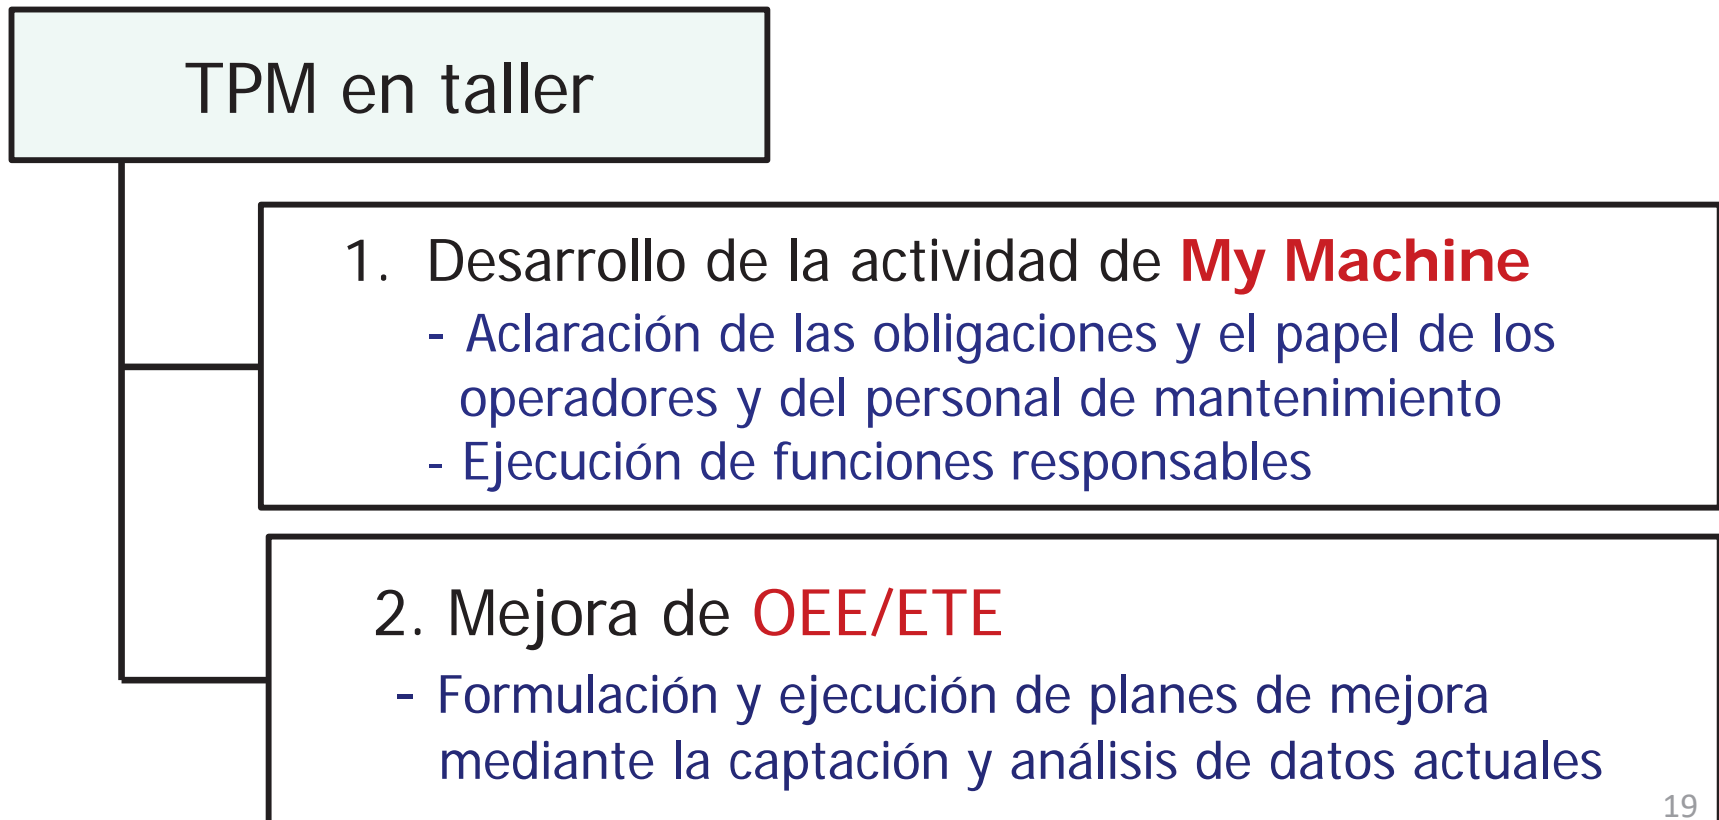 TPM en taller
1. Desarrollo de la actividad de My Machine
- Aclaración de las obligaciones y el papel de los
operadores y del personal de mantenimiento
- Ejecución de funciones responsables
2. Mejora de OEE/ETE
- Formulación y ejecución de planes de mejora
mediante la captación y análisis de datos actuales
19